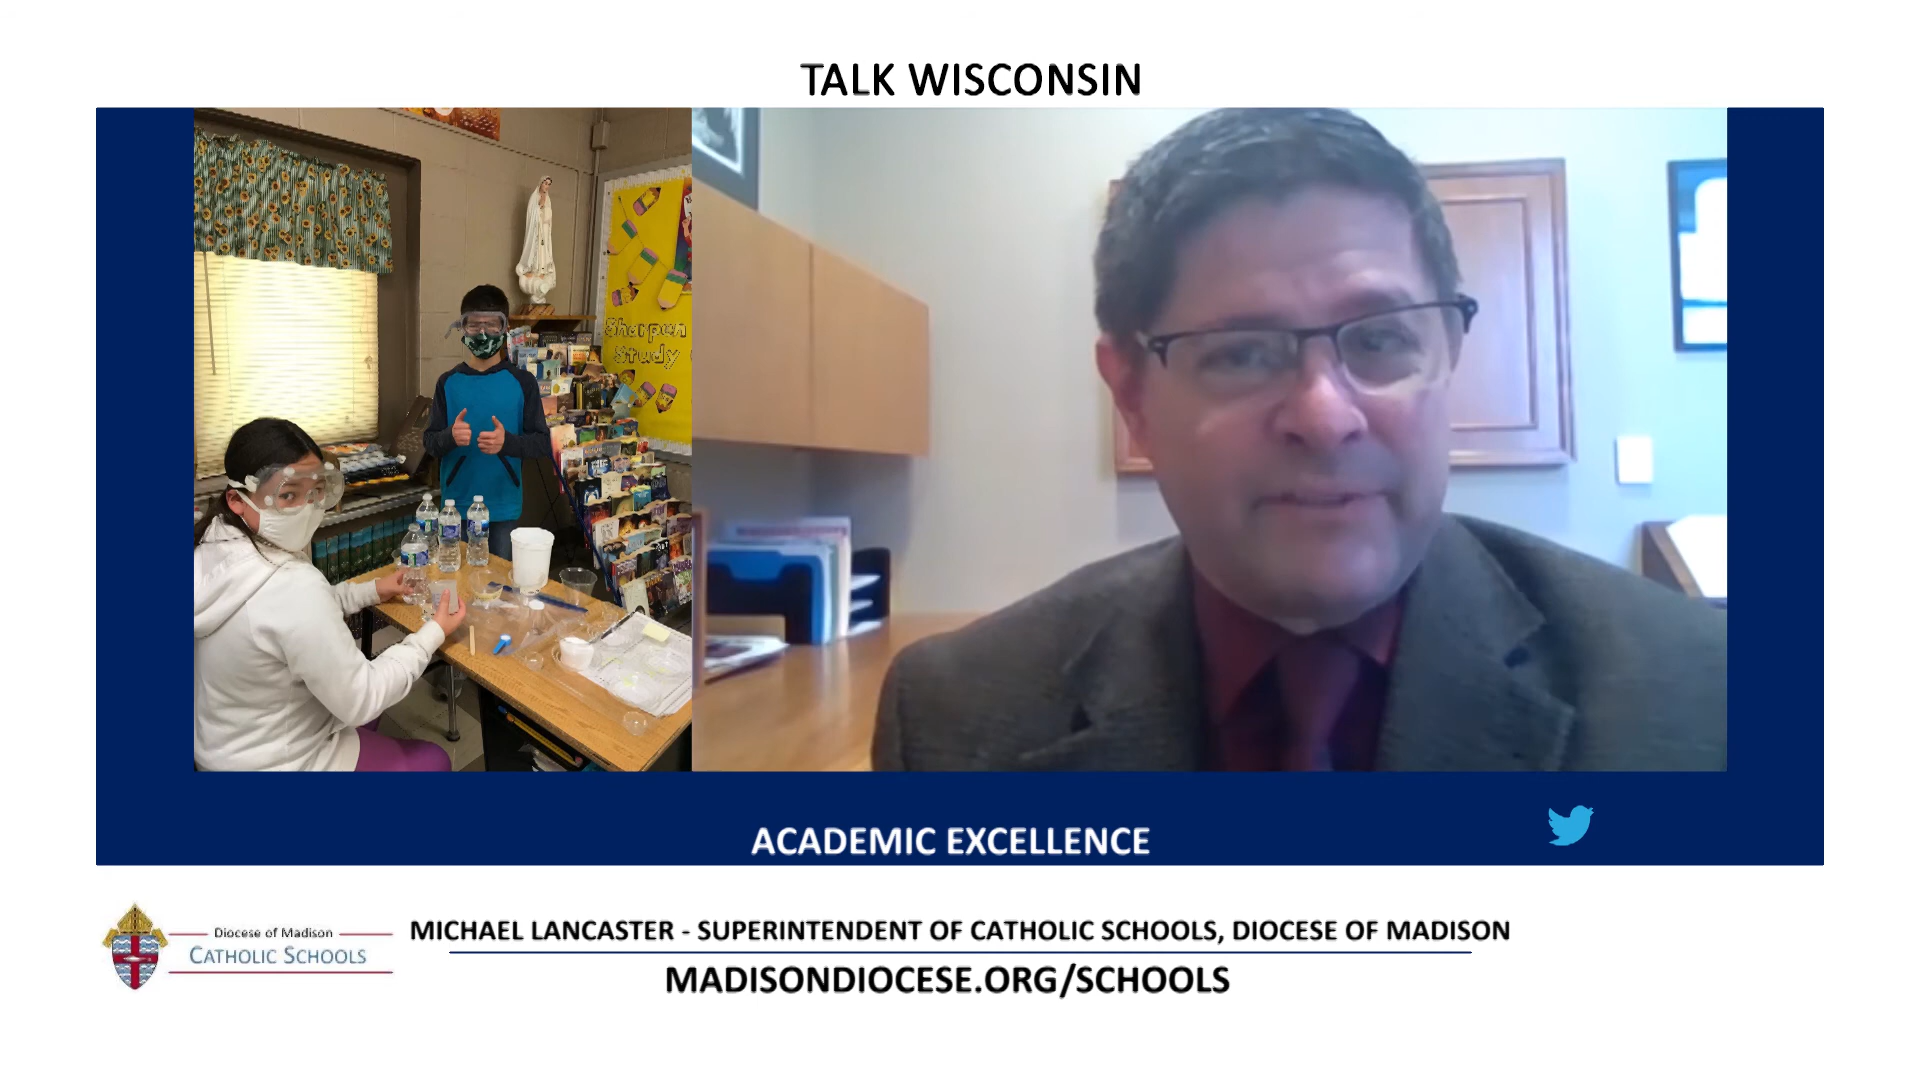 TALK WISCONSIN
Sharpen
Study
ACADEMIC EXCELLENCE
Diocese of Madison
CATHOLIC SCHOOLS
MICHAEL LANCASTER - SUPERINTENDENT OF CATHOLIC SCHOOLS, DIOCESE OF MADISON
MADISONDIOCESE.ORG/SCHOOLS